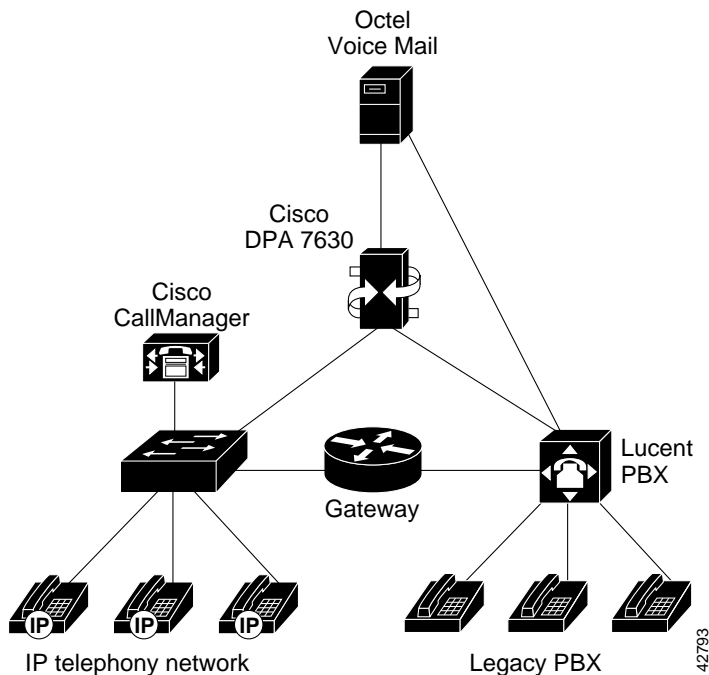 Octel
Voice Mail
Cisco
DPA 7630
Cisco
CallManager
Lucent
PBX
Gateway
IP
IP
IP
IP telephony network
Legacy PBX
42793